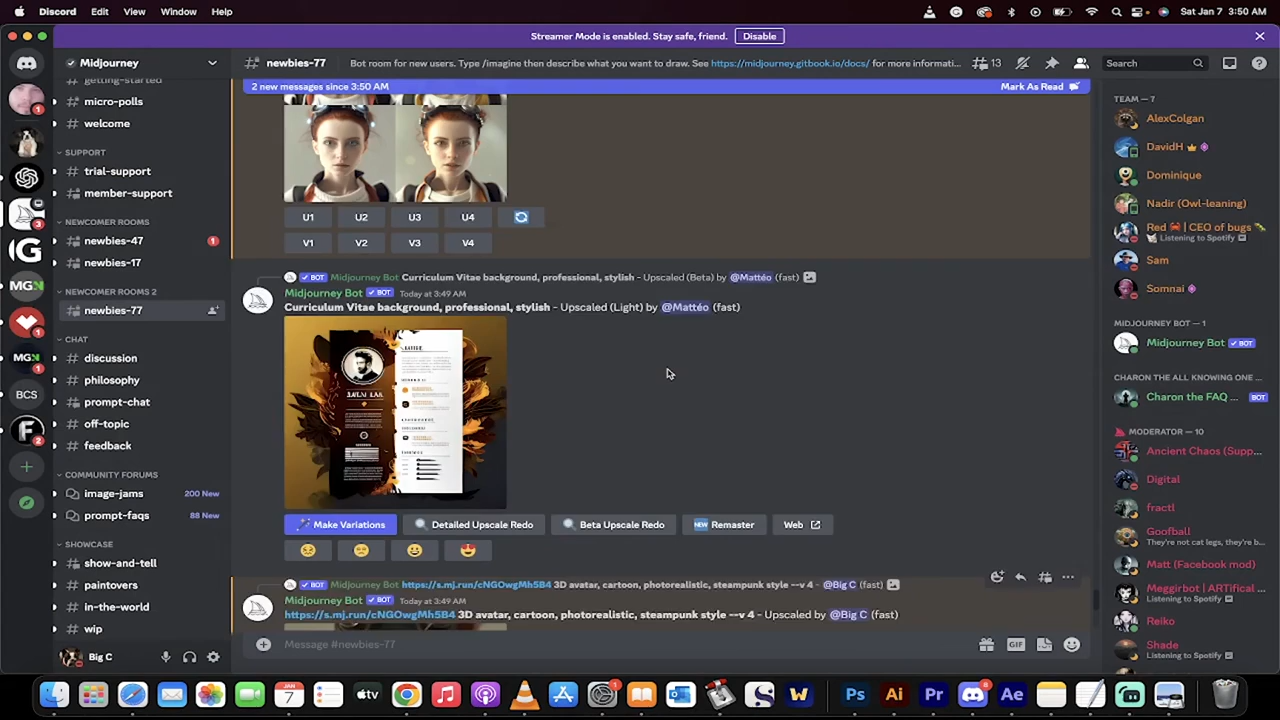 Discord Edit View Window Help
Sat Jan 7 3:50 AM
Streamer Mode is enabled. Stay safe, friend. Disable
Midjourney
getting-started
micro-polls
welcome
SUPPORT
trial-support
member-support
NEWCOMER ROOMS
newbies-47 1
newbies-17
NEWCOMER ROOMS 2
newbies-77
CHAT
discussion
philosophy
prompt-chat
feedback
COMMUNITY FORUMS
image-jams 200 New
prompt-faqs 88 New
SHOWCASE
show-and-tell
paintovers
in-the-world
wip
Big C
newbies-77 Bot room for new users. Type /imagine then describe what you want to draw. See https://midjourney.gitbook.io/docs/ for more informati... 13 Search
2 new messages since 3:50 AM Mark As Read
U1 U2 U3 U4
V1 V2 V3 V4
BOT Midjourney Bot Curriculum Vitae background, professional, stylish - Upscaled (Beta) by @Mattéo (fast)
Midjourney Bot BOT Today at 3:49 AM
Curriculum Vitae background, professional, stylish - Upscaled (Light) by @Mattéo (fast)
Make Variations Detailed Upscale Redo Beta Upscale Redo NEW Remaster Web
BOT Midjourney Bot https://s.mj.run/cNGOwgMh5B4 3D avatar, cartoon, photorealistic, steampunk style --v 4 - @Big C (fast)
Midjourney Bot BOT Today at 3:49 AM
https://s.mj.run/cNGOwgMh5B4 3D avatar, cartoon, photorealistic, steampunk style --v 4 - Upscaled by @Big C (fast)
Message #newbies-77
GIF
TEAM — 7
AlexColgan
DavidH
Dominique
Nadir (Owl-leaning)
Red | CEO of bugs
Listening to Spotify
Sam
Somnai
MIDJOURNEY BOT — 1
Midjourney Bot BOT
CHARON THE ALL KNOWING ONE ...
Charon the FAQ ... BOT
MODERATOR — 10
Ancient Chaos (Supp...
Digital
fractl
Goofball
They're not cat legs, they're b...
Matt (Facebook mod)
Meggirbot | ARTificial ...
Listening to Spotify
Reiko
Shade
Listening to Spotify
MGN
MGN
BCS
JAN
7
tv
W
Ps
Ai
Pr
8
Ae